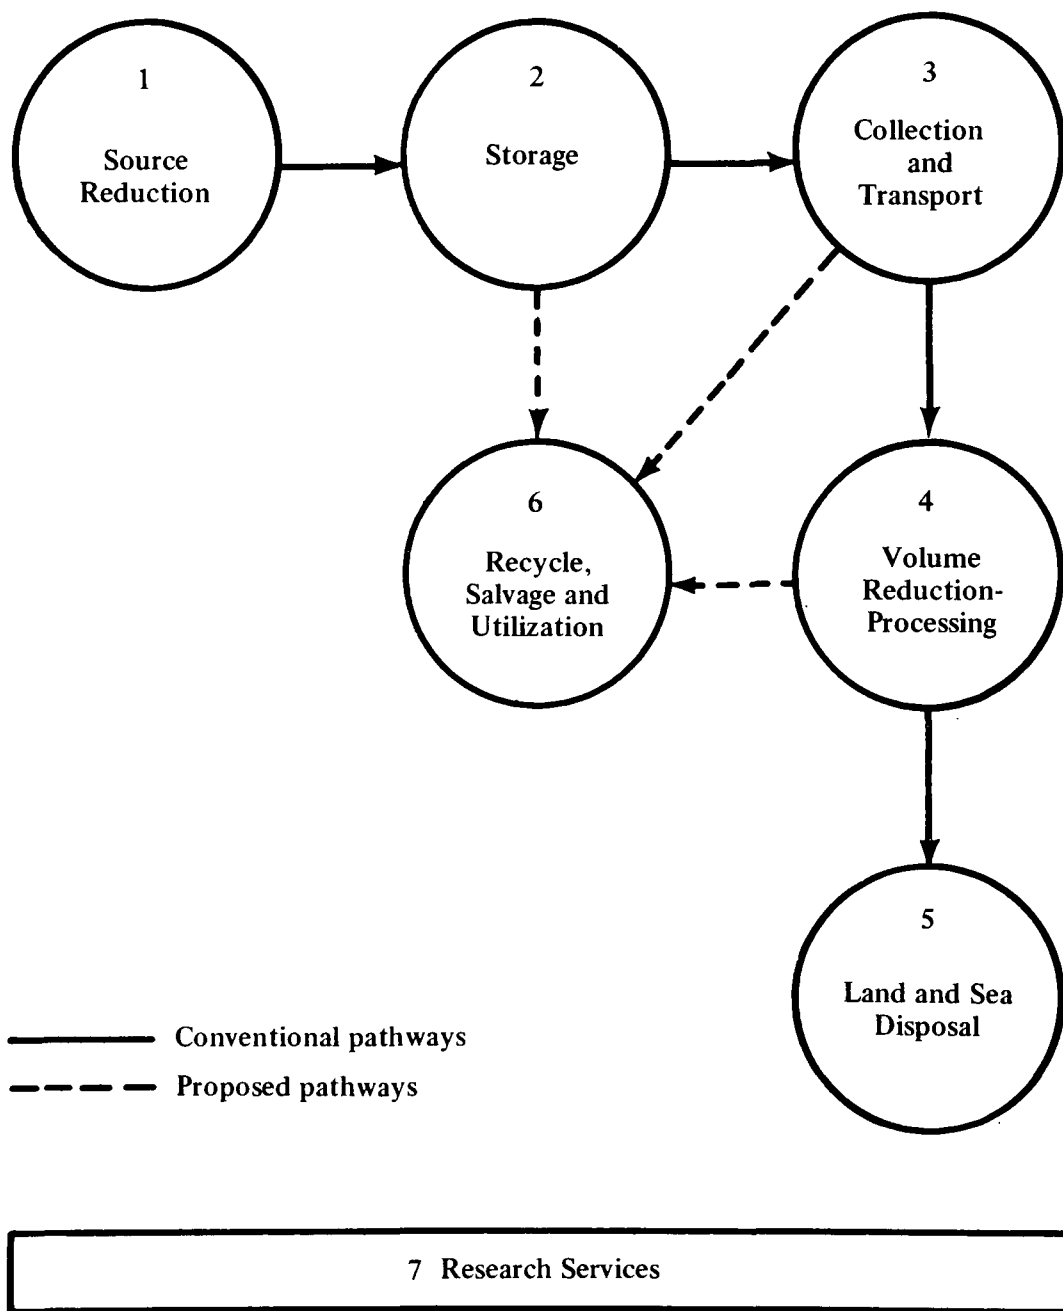 1
Source
Reduction
2
Storage
3
Collection
and
Transport
6
Recycle,
Salvage and
Utilization
4
Volume
Reduction-
Processing
5
Land and Sea
Disposal
Conventional pathways
Proposed pathways
7 Research Services